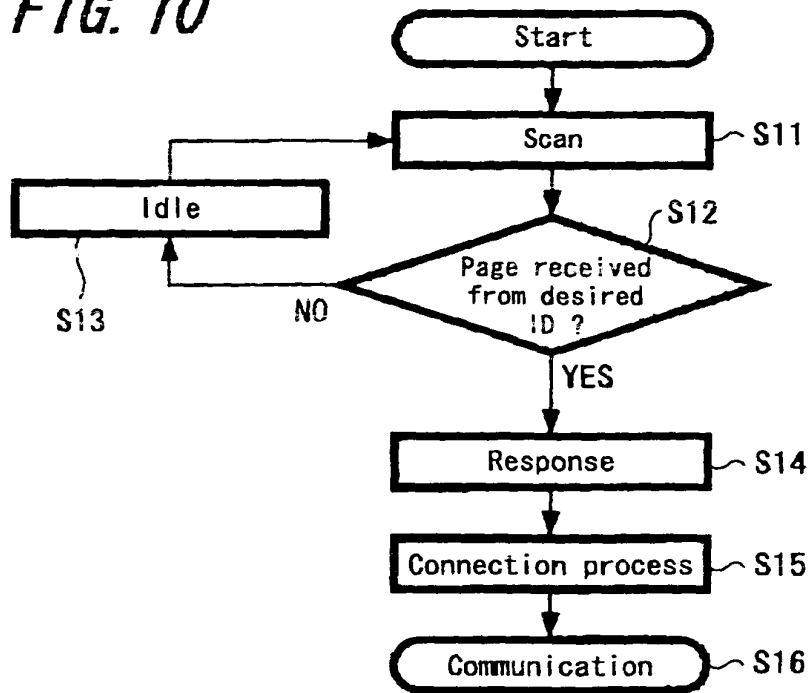 FIG. 10
Start
Scan
S11
Idle
S12
Page received
from desired
ID ?
S13
NO
YES
Response
S14
Connection process
S15
Communication
S16